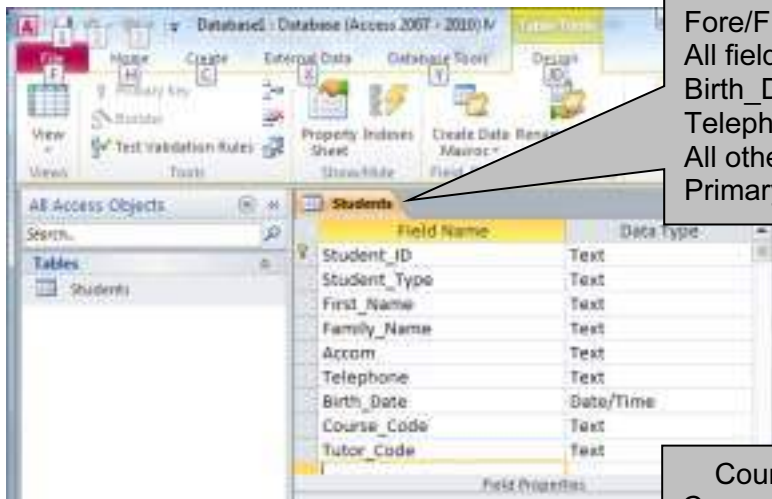 Database1 : Database (Access 2007 - 2010) M
Table Tools
File Home Create External Data Database Tools Design
F H C X Y JD
Primary Key
Builder
Test Validation Rules
View
Property Sheet
Indexes
Create Data Macros
Views Tools Show/Hide Field
All Access Objects
Search..
Tables
Students
Students
Field Name Data Type
Student_ID Text
Student_Type Text
First_Name Text
Family_Name Text
Accom Text
Telephone Text
Birth_Date Date/Time
Course_Code Text
Tutor_Code Text
Field Properties
Fore/F
All field
Birth_D
Teleph
All othe
Primar
Cour